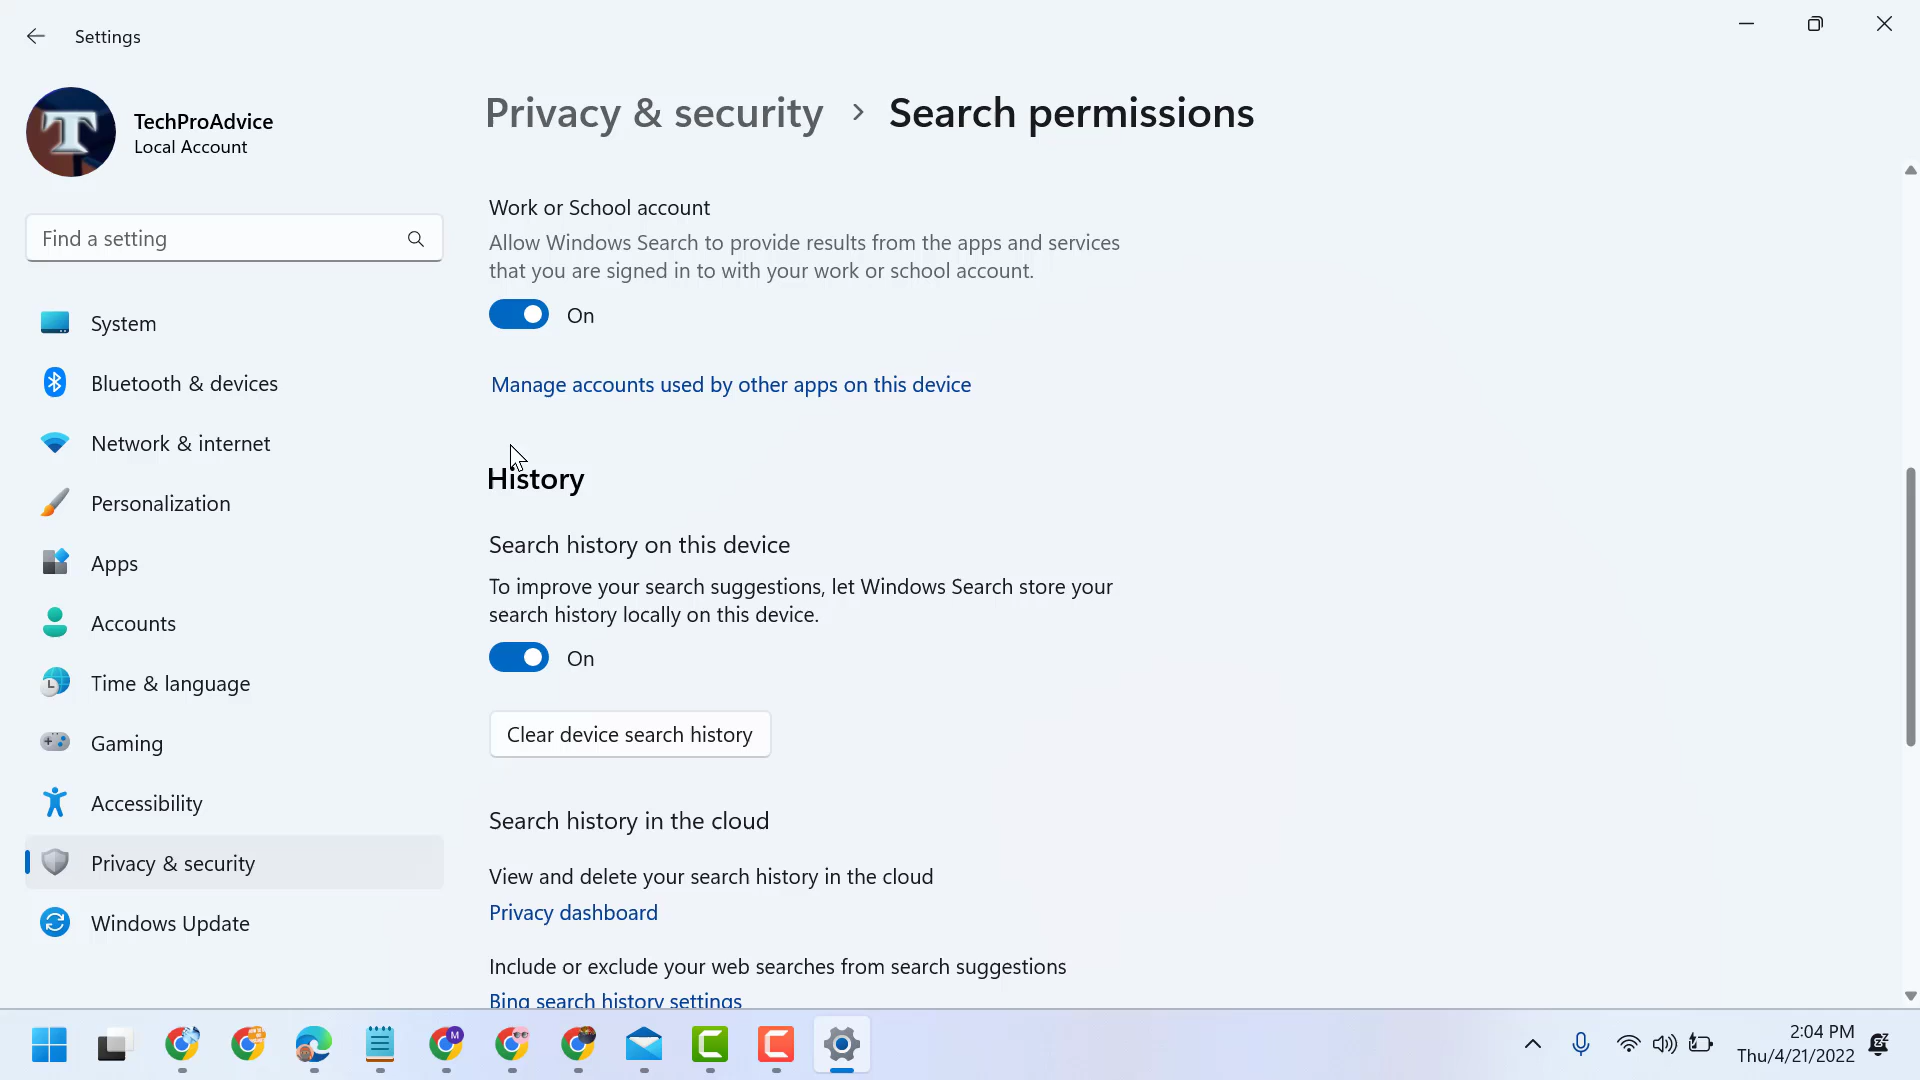 Settings
TechProAdvice
Local Account
Find a setting
System
Bluetooth & devices
Network & internet
Personalization
Apps
Accounts
Time & language
Gaming
Accessibility
Privacy & security
Windows Update
Privacy & security > Search permissions
Work or School account
Allow Windows Search to provide results from the apps and services
that you are signed in to with your work or school account.
On
Manage accounts used by other apps on this device
History
Search history on this device
To improve your search suggestions, let Windows Search store your
search history locally on this device.
On
Clear device search history
Search history in the cloud
View and delete your search history in the cloud
Privacy dashboard
Include or exclude your web searches from search suggestions
Bing search history settings
2:04 PM
Thu/4/21/2022